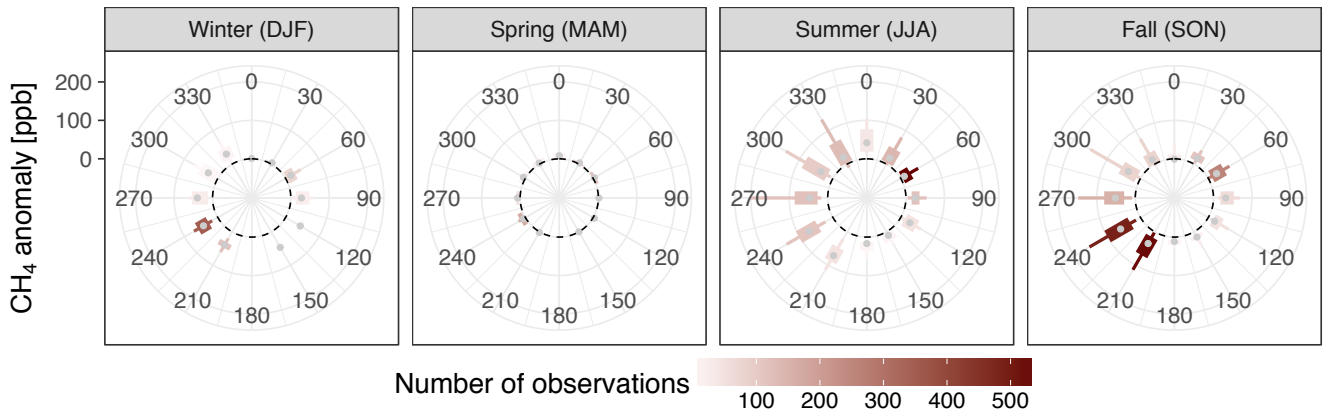 Winter (DJF) Spring (MAM) Summer (JJA) Fall (SON)
CH₄ anomaly [ppb]
200
100
0
0 30 60 90 120 150 180 210 240 270 300 330
0 30 60 90 120 150 180 210 240 270 300 330
0 30 60 90 120 150 180 210 240 270 300 330
0 30 60 90 120 150 180 210 240 270 300 330
Number of observations
100 200 300 400 500